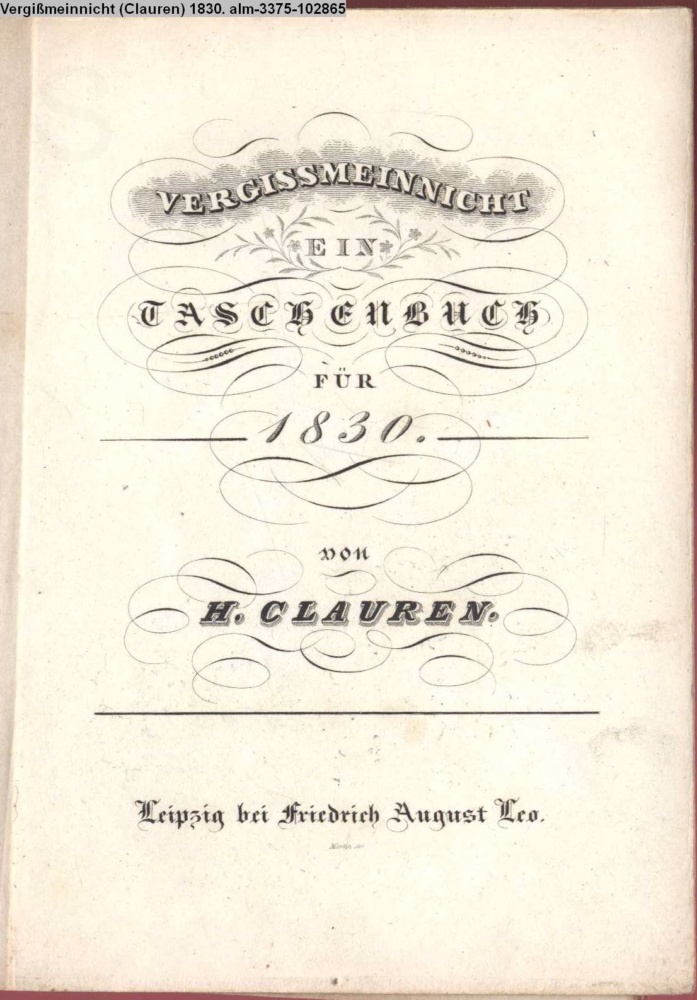 Vergißmeinnicht (Clauren) 1830. alm-3375-102865
VERGISSMEINNICHT
EIN
TASCHENBUCH
FÜR
1830.
von
H. CLAUREN.
Leipzig bei Friedrich August Leo.